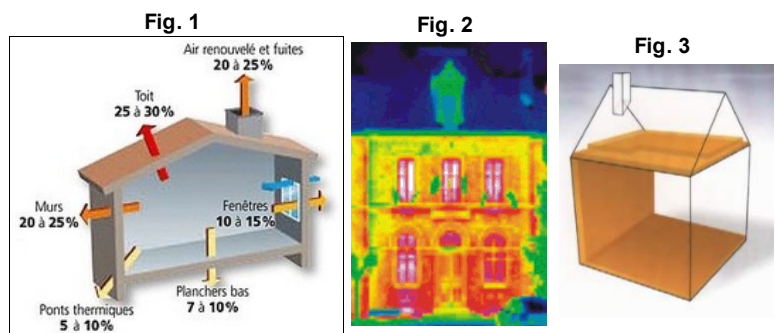 Fig. 1
Air renouvelé et fuites
20 à 25%
Toit
25 à 30%
Murs
20 à 25%
Fenêtres
10 à 15%
Planchers bas
7 à 10%
Ponts thermiques
5 à 10%
Fig. 2
Fig. 3